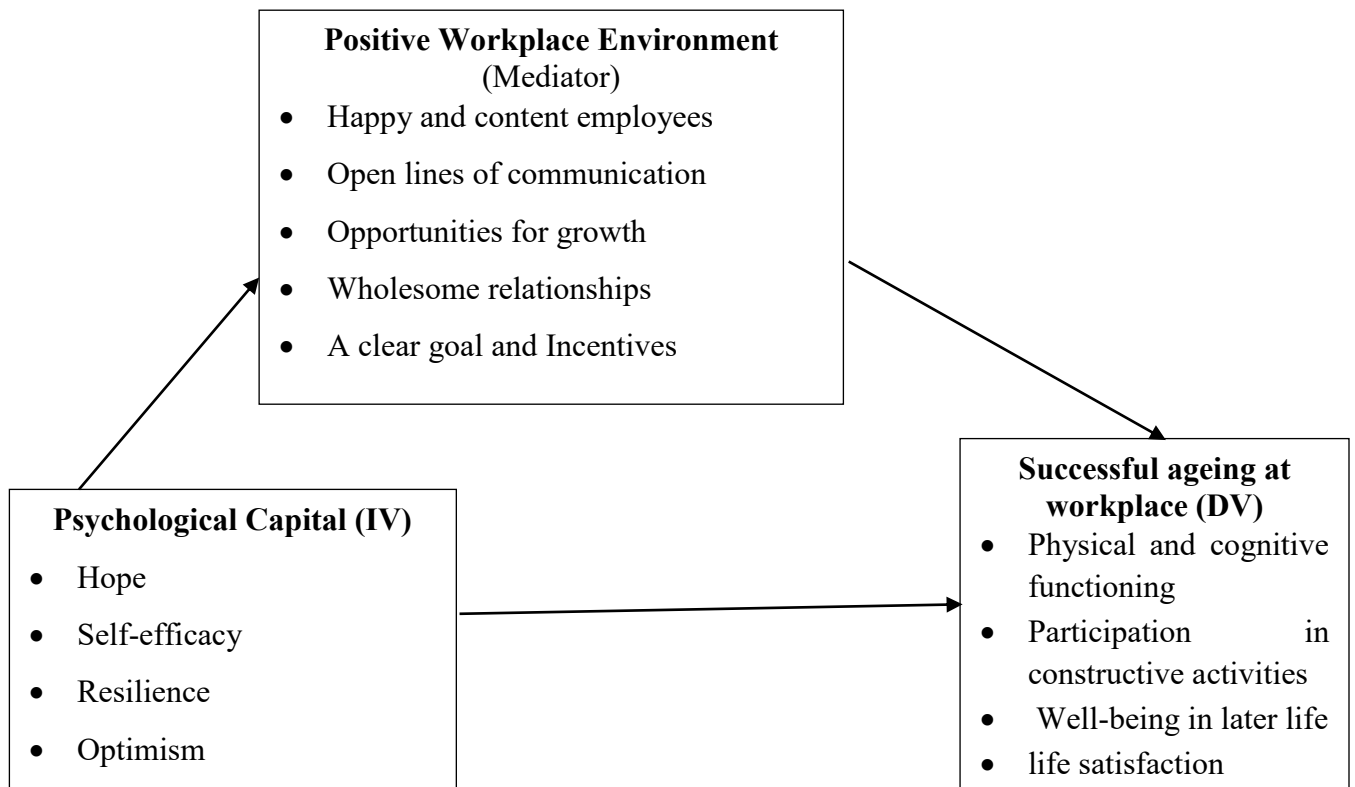 Positive Workplace Environment
(Mediator)
• Happy and content employees
• Open lines of communication
• Opportunities for growth
• Wholesome relationships
• A clear goal and Incentives
Psychological Capital (IV)
• Hope
• Self-efficacy
• Resilience
• Optimism
Successful ageing at
workplace (DV)
• Physical and cognitive
functioning
• Participation in
constructive activities
• Well-being in later life
• life satisfaction